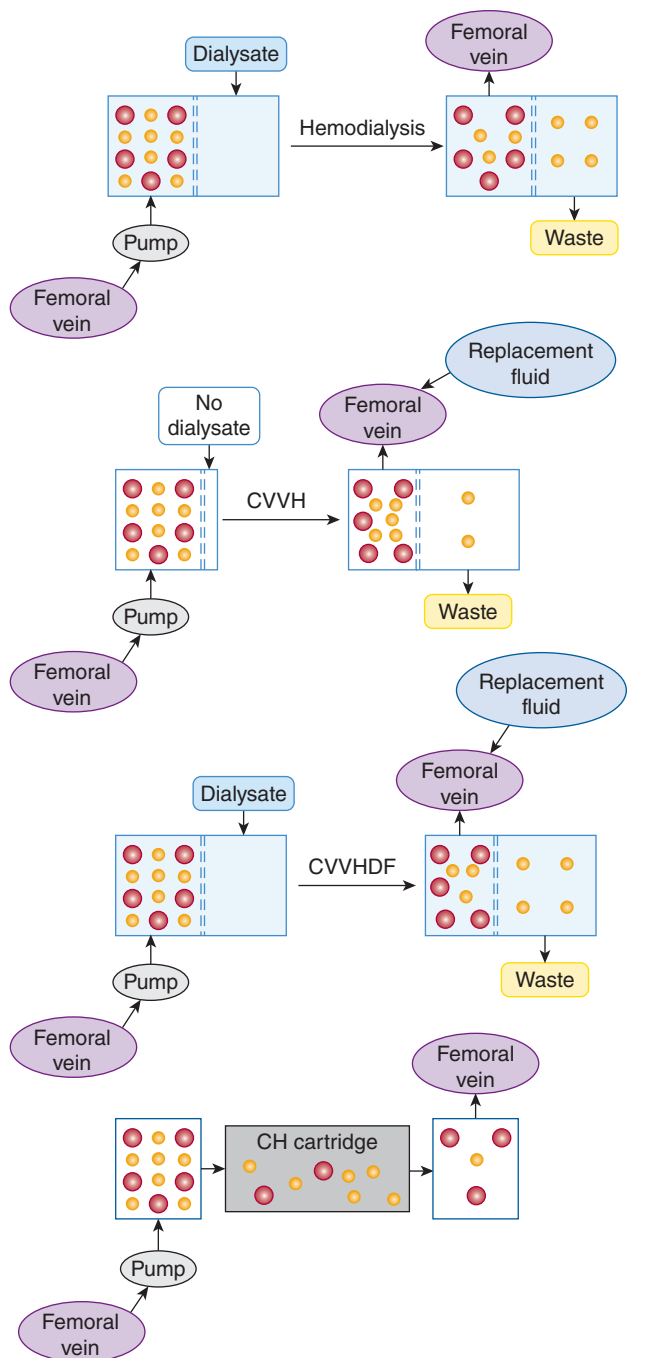 Femoral
vein
Dialysate
Hemodialysis
Pump
Waste
Femoral
vein
Replacement
fluid
No
dialysate
Femoral
vein
CVVH
Pump
Waste
Femoral
vein
Replacement
fluid
Femoral
vein
Dialysate
CVVHDF
Pump
Waste
Femoral
vein
Femoral
vein
CH cartridge
Pump
Femoral
vein